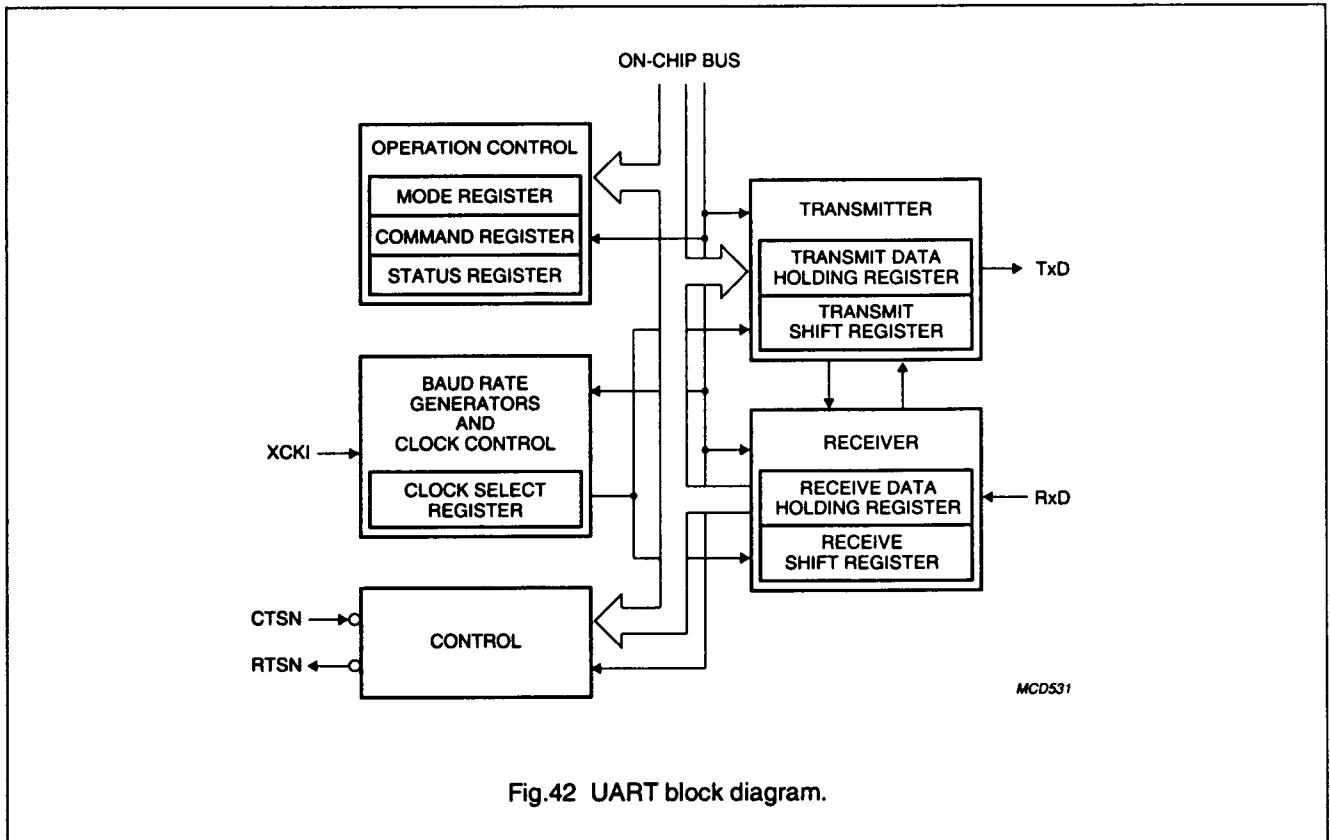 ON-CHIP BUS
OPERATION CONTROL
MODE REGISTER
COMMAND REGISTER
STATUS REGISTER
TRANSMITTER
TRANSMIT DATA
HOLDING REGISTER
TRANSMIT
SHIFT REGISTER
TxD
BAUD RATE
GENERATORS
AND
CLOCK CONTROL
XCKI
CLOCK SELECT
REGISTER
RECEIVER
RECEIVE DATA
HOLDING REGISTER
RECEIVE
SHIFT REGISTER
RxD
CTSN
RTSN
CONTROL
MCD531
Fig.42 UART block diagram.